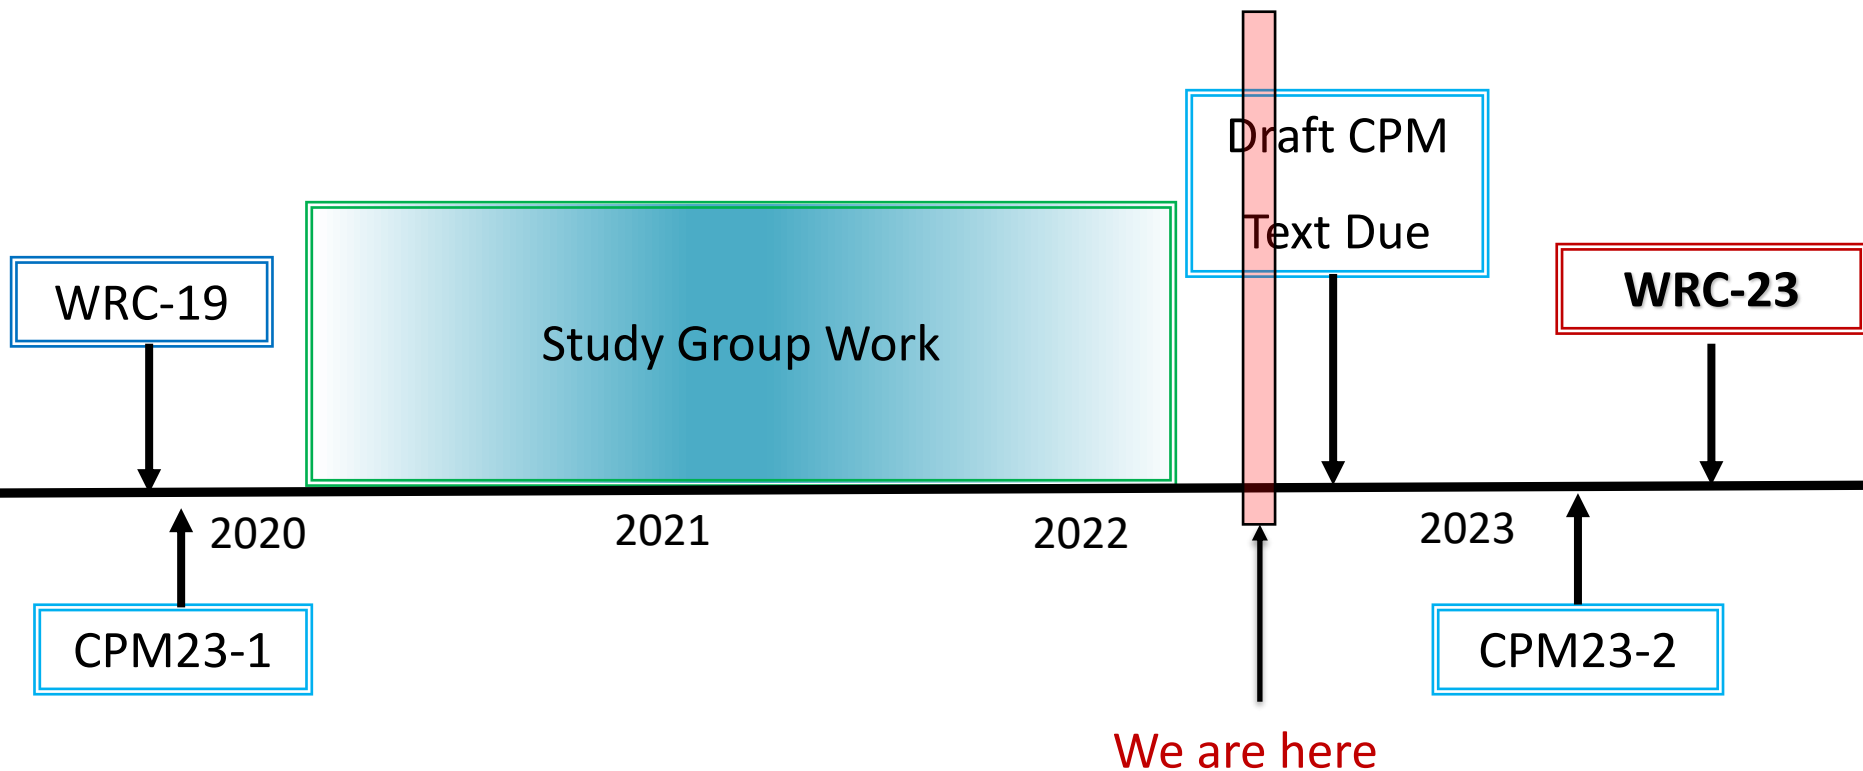 Draft CPM
Text Due
WRC-19
WRC-23
Study Group Work
2020
2021
2022
2023
CPM23-1
CPM23-2
We are here